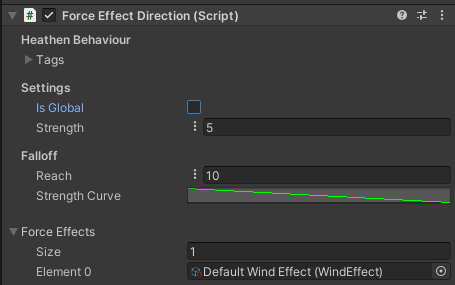 Force Effect Direction (Script)
Heathen Behaviour
Tags
Settings
Is Global
Strength 5
Falloff
Reach 10
Strength Curve
Force Effects
Size 1
Element 0 Default Wind Effect (WindEffect)